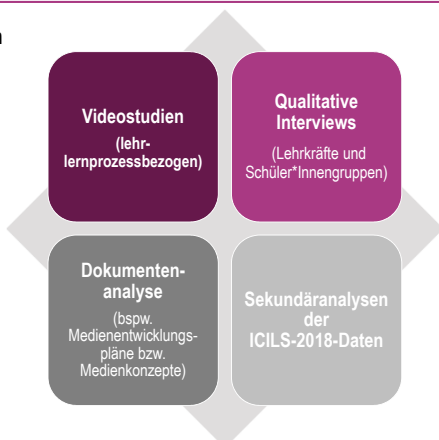 n
Videostudien
(lehr-
lernprozessbezogen)
Qualitative
Interviews
(Lehrkräfte und
Schüler*Innengruppen)
Dokumenten-
analyse
(bspw.
Medienentwicklungs-
pläne bzw.
Medienkonzepte)
Sekundäranalysen
der
ICILS-2018-Daten